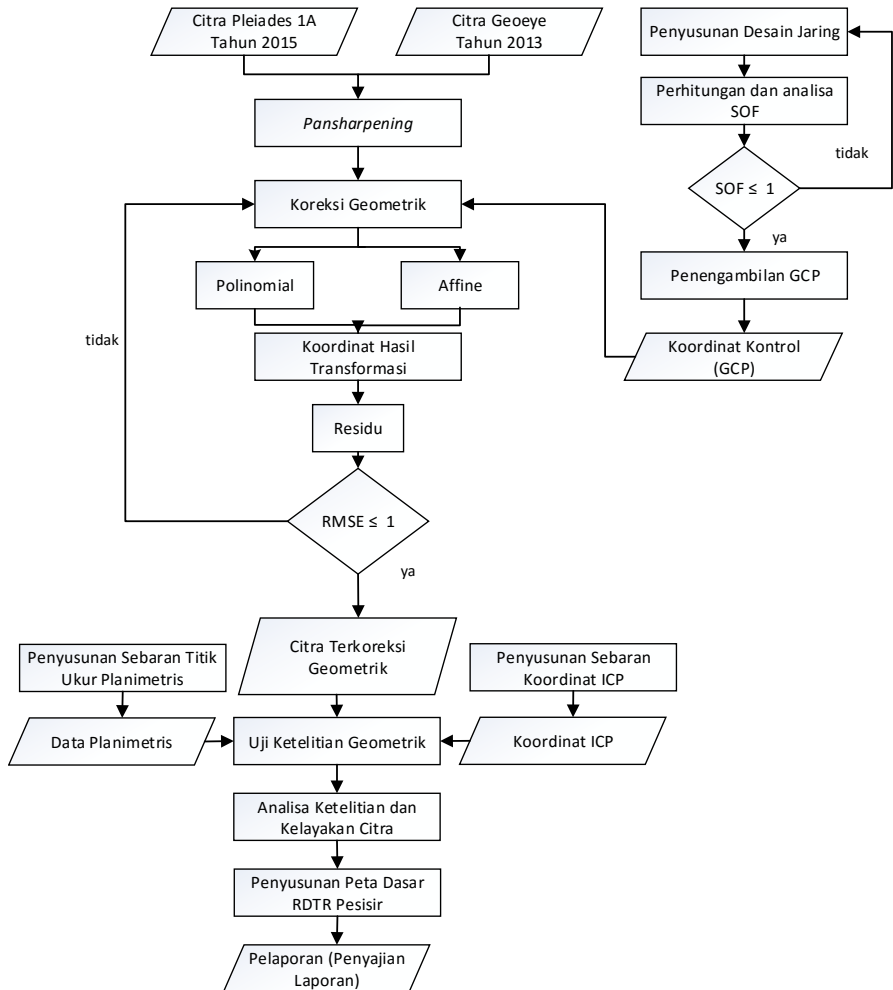 Citra Pleiades 1A
Tahun 2015
Citra Geoeye
Tahun 2013
Penyusunan Desain Jaring
Perhitungan dan analisa
SOF
tidak
Pansharpening
SOF ≤ 1
ya
Koreksi Geometrik
Penengambilan GCP
Polinomial
Affine
tidak
Koordinat Hasil
Transformasi
Koordinat Kontrol
(GCP)
Residu
RMSE ≤ 1
ya
Citra Terkoreksi
Geometrik
Penyusunan Sebaran Titik
Ukur Planimetris
Penyusunan Sebaran
Koordinat ICP
Data Planimetris
Uji Ketelitian Geometrik
Koordinat ICP
Analisa Ketelitian dan
Kelayakan Citra
Penyusunan Peta Dasar
RDTR Pesisir
Pelaporan (Penyajian
Laporan)